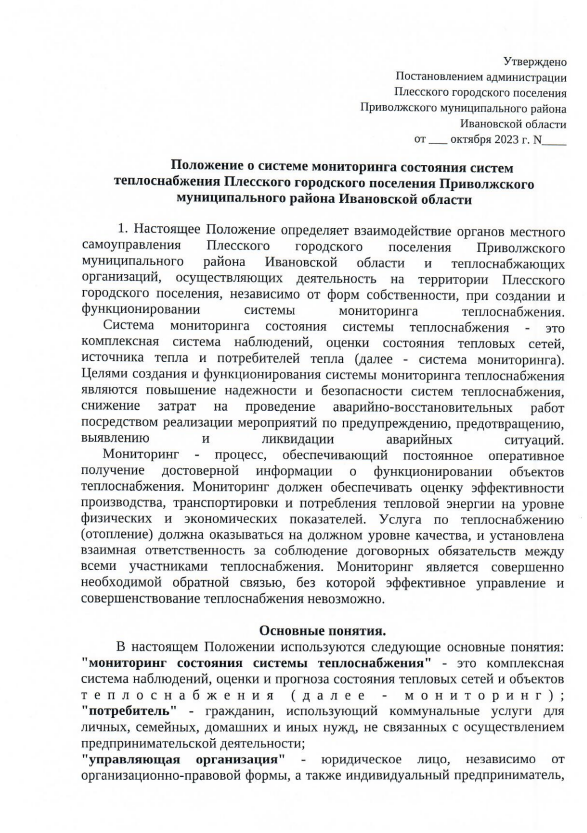 Утверждено
Постановлением администрации
Плесского городского поселения
Приволжского муниципального района
Ивановской области
от ___ октября 2023 г. N____
Положение о системе мониторинга состояния систем
теплоснабжения Плесского городского поселения Приволжского
муниципального района Ивановской области
1. Настоящее Положение определяет взаимодействие органов местного
самоуправления Плесского городского поселения Приволжского
муниципального района Ивановской области и теплоснабжающих
организаций, осуществляющих деятельность на территории Плесского
городского поселения, независимо от форм собственности, при создании и
функционировании системы мониторинга теплоснабжения.
Система мониторинга состояния системы теплоснабжения - это
комплексная система наблюдений, оценки состояния тепловых сетей,
источника тепла и потребителей тепла (далее - система мониторинга).
Целями создания и функционирования системы мониторинга теплоснабжения
являются повышение надежности и безопасности систем теплоснабжения,
снижение затрат на проведение аварийно-восстановительных работ
посредством реализации мероприятий по предупреждению, предотвращению,
выявлению и ликвидации аварийных ситуаций.
Мониторинг - процесс, обеспечивающий постоянное оперативное
получение достоверной информации о функционировании объектов
теплоснабжения. Мониторинг должен обеспечивать оценку эффективности
производства, транспортировки и потребления тепловой энергии на уровне
физических и экономических показателей. Услуга по теплоснабжению
(отопление) должна оказываться на должном уровне качества, и установлена
взаимная ответственность за соблюдение договорных обязательств между
всеми участниками теплоснабжения. Мониторинг является совершенно
необходимой обратной связью, без которой эффективное управление и
совершенствование теплоснабжения невозможно.
Основные понятия.
В настоящем Положении используются следующие основные понятия:
"мониторинг состояния системы теплоснабжения" - это комплексная
система наблюдений, оценки и прогноза состояния тепловых сетей и объектов
теплоснабжения (далее - мониторинг);
"потребитель" - гражданин, использующий коммунальные услуги для
личных, семейных, домашних и иных нужд, не связанных с осуществлением
предпринимательской деятельности;
"управляющая организация" - юридическое лицо, независимо от
организационно-правовой формы, а также индивидуальный предприниматель,